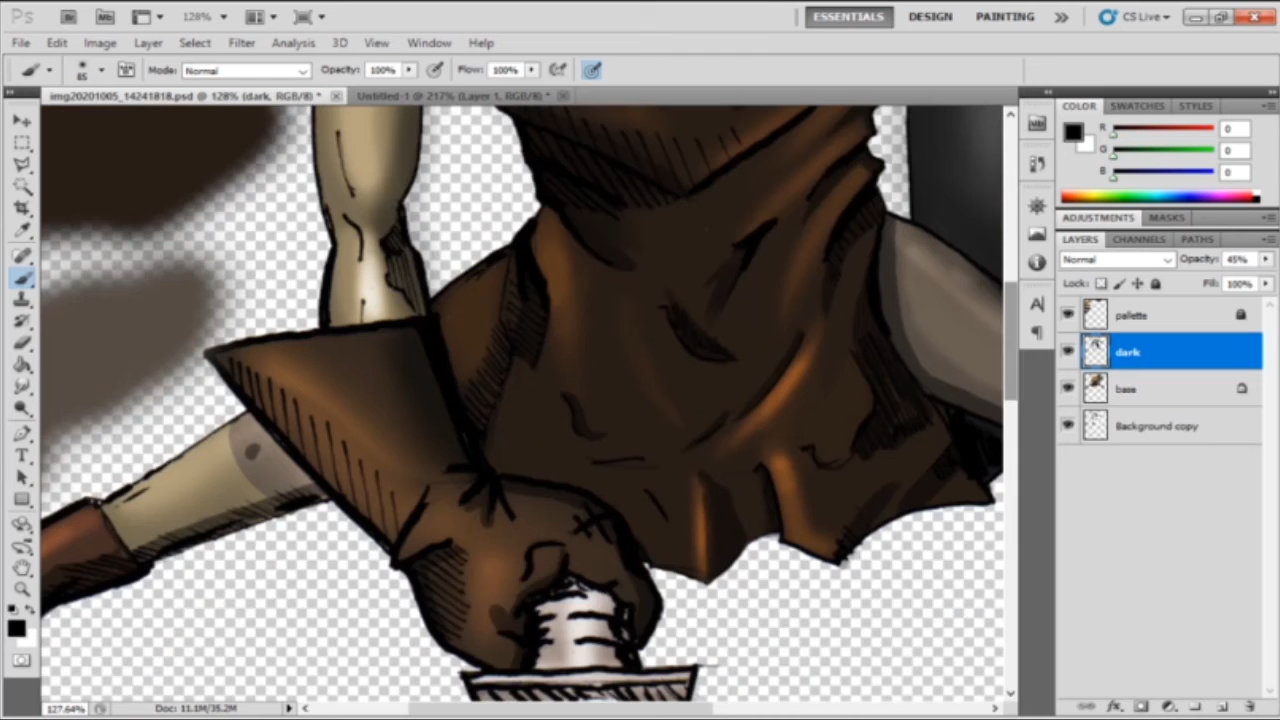 Ps Br Mb 128% ESSENTIALS DESIGN PAINTING CS Live
File Edit Image Layer Select Filter Analysis 3D View Window Help
85 Mode: Normal Opacity: 100% Flow: 100%
img20201005_14241818.psd @ 128% (dark, RGB/8) * Untitled-1 @ 217% (Layer 1, RGB/8) *
COLOR SWATCHES STYLES
R 0
G 0
B 0
ADJUSTMENTS MASKS
LAYERS CHANNELS PATHS
Normal Opacity: 45%
Lock: Fill: 100%
pallette
dark
base
Background copy
127.64% Doc: 11.1M/35.2M